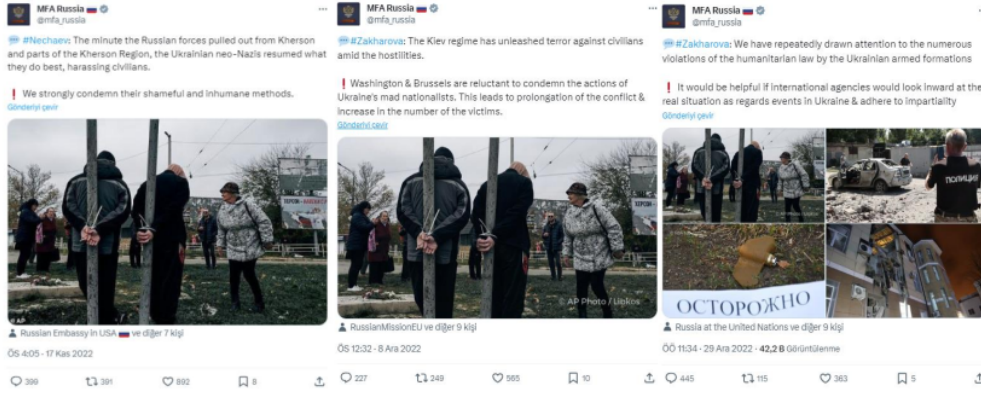 MFA Russia
@mfa_russia
#Nechaev: The minute the Russian forces pulled out from Kherson
and parts of the Kherson Region, the Ukrainian neo-Nazis resumed what
they do best, harassing civilians.
❗ We strongly condemn their shameful and inhumane methods.
Gönderiyi çevir
Russian Embassy in USA 🇷🇺 ve diğer 7 kişi
ÖS 4:05 · 17 Kas 2022
399
391
892
8
MFA Russia
@mfa_russia
#Zakharova: The Kiev regime has unleashed terror against civilians
amid the hostilities.
❗ Washington & Brussels are reluctant to condemn the actions of
Ukraine's mad nationalists. This leads to prolongation of the conflict &
increase in the number of the victims.
Gönderiyi çevir
© AP Photo / Libkos
RussianMissionEU ve diğer 9 kişi
ÖS 12:32 · 8 Ara 2022
227
249
565
10
MFA Russia
@mfa_russia
#Zakharova: We have repeatedly drawn attention to the numerous
violations of the humanitarian law by the Ukrainian armed formations
❗ It would be helpful if international agencies would look inward at the
real situation as regards events in Ukraine & adhere to impartiality
Gönderiyi çevir
ПОЛИЦИЯ
ОСТОРОЖНО
Russia at the United Nations ve diğer 9 kişi
ÖÖ 11:34 · 29 Ara 2022 · 42,2 B Görüntülenme
445
115
363
5